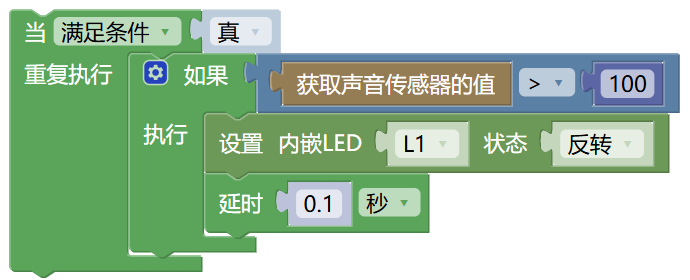 当 满足条件 真
重复执行 如果 获取声音传感器的值 > 100
执行 设置 内嵌LED L1 状态 反转
延时 0.1 秒